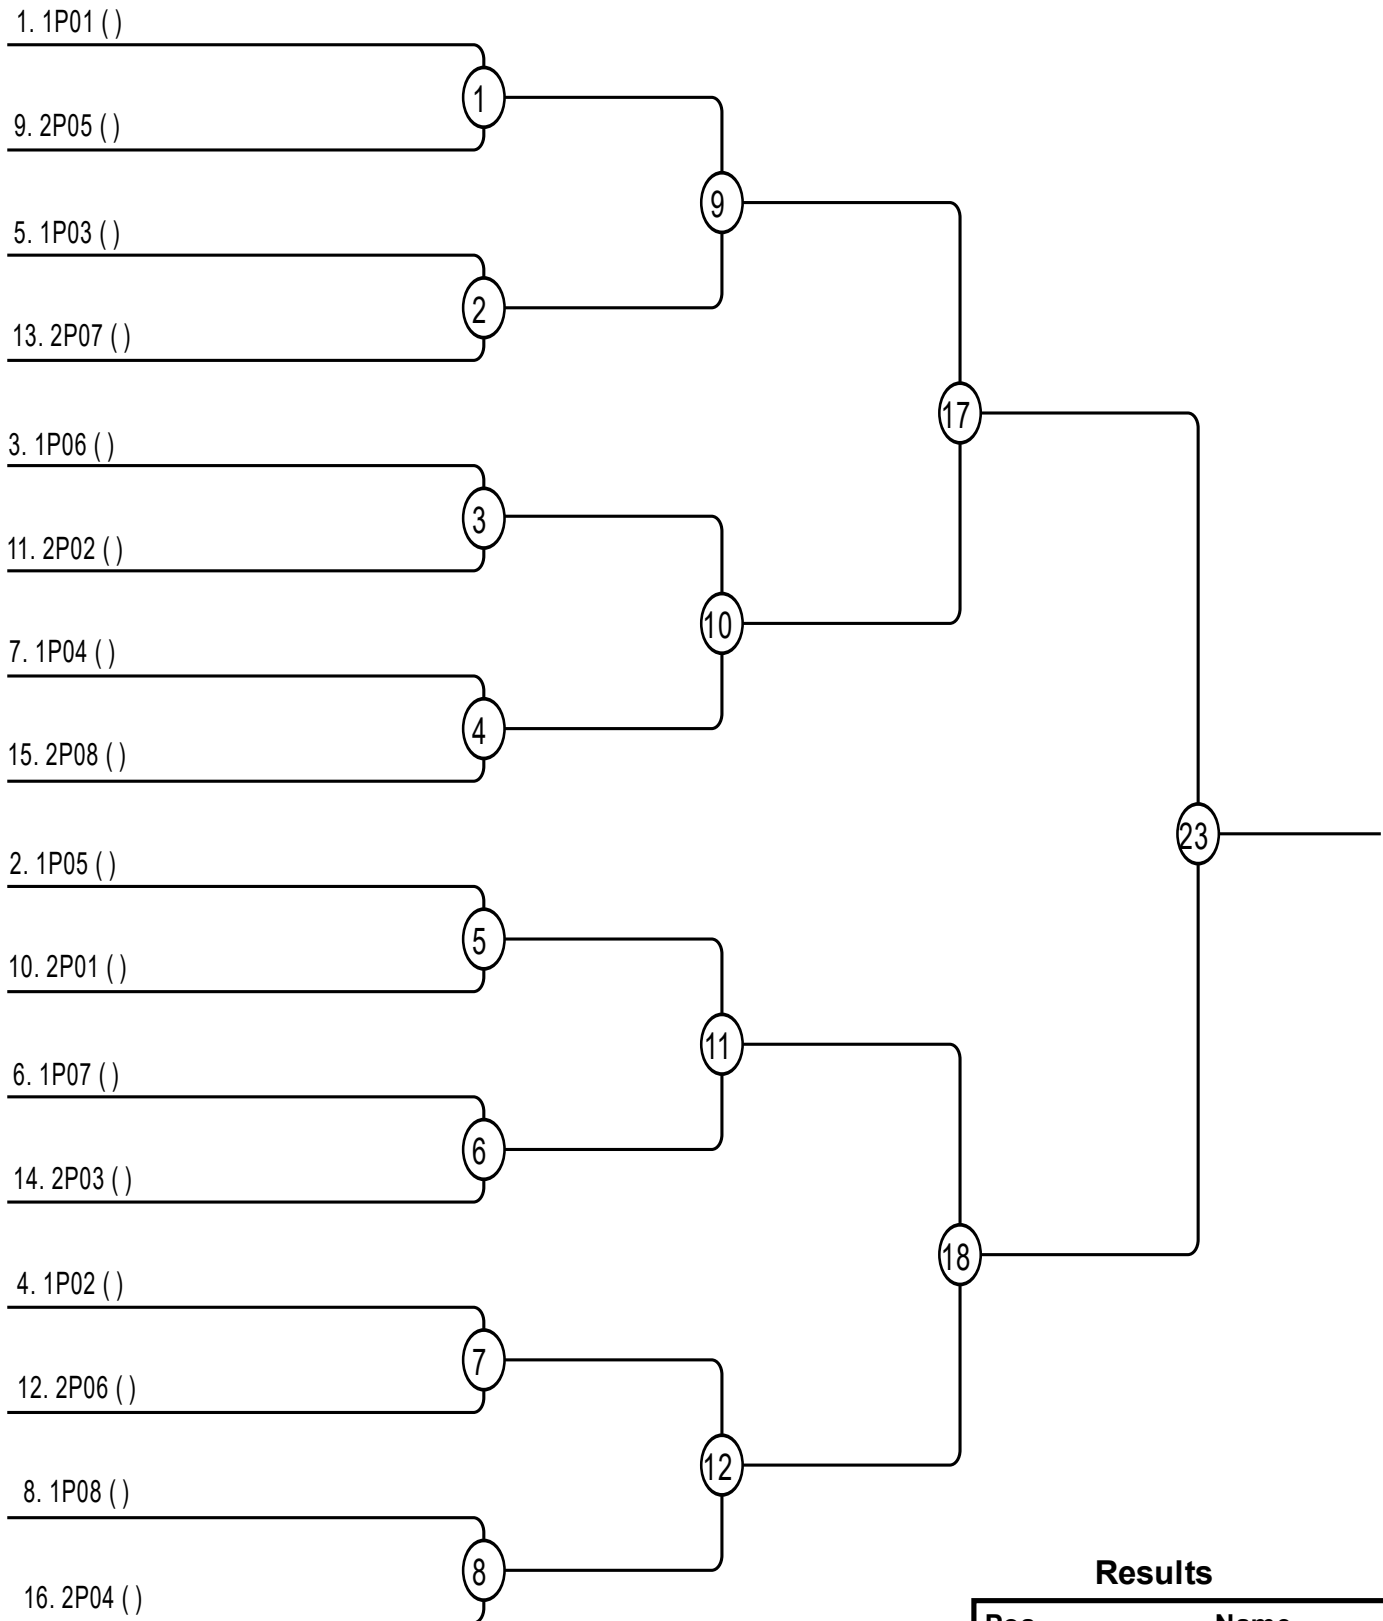 1. 1P01 ( )
1
9. 2P05 ( )
9
5. 1P03 ( )
2
13. 2P07 ( )
17
3. 1P06 ( )
3
11. 2P02 ( )
10
7. 1P04 ( )
4
15. 2P08 ( )
23
2. 1P05 ( )
5
10. 2P01 ( )
11
6. 1P07 ( )
6
14. 2P03 ( )
18
4. 1P02 ( )
7
12. 2P06 ( )
12
8. 1P08 ( )
8
16. 2P04 ( )
Results
Pos Name